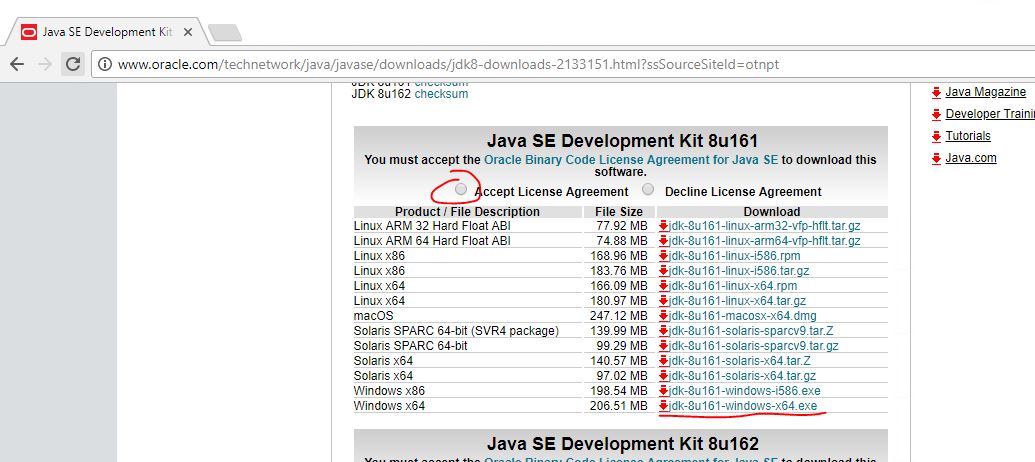 Java SE Development Kit
www.oracle.com/technetwork/java/javase/downloads/jdk8-downloads-2133151.html?ssSourceSiteId=otnpt
checksum
JDK 8u162 checksum
Java Magazine
Developer Traini
Tutorials
Java.com
Java SE Development Kit 8u161
You must accept the Oracle Binary Code License Agreement for Java SE to download this
software.
Accept License Agreement Decline License Agreement
Product / File Description File Size Download
Linux ARM 32 Hard Float ABI 77.92 MB jdk-8u161-linux-arm32-vfp-hflt.tar.gz
Linux ARM 64 Hard Float ABI 74.88 MB jdk-8u161-linux-arm64-vfp-hflt.tar.gz
Linux x86 168.96 MB jdk-8u161-linux-i586.rpm
Linux x86 183.76 MB jdk-8u161-linux-i586.tar.gz
Linux x64 166.09 MB jdk-8u161-linux-x64.rpm
Linux x64 180.97 MB jdk-8u161-linux-x64.tar.gz
macOS 247.12 MB jdk-8u161-macosx-x64.dmg
Solaris SPARC 64-bit (SVR4 package) 139.99 MB jdk-8u161-solaris-sparcv9.tar.Z
Solaris SPARC 64-bit 99.29 MB jdk-8u161-solaris-sparcv9.tar.gz
Solaris x64 140.57 MB jdk-8u161-solaris-x64.tar.Z
Solaris x64 97.02 MB jdk-8u161-solaris-x64.tar.gz
Windows x86 198.54 MB jdk-8u161-windows-i586.exe
Windows x64 206.51 MB jdk-8u161-windows-x64.exe
Java SE Development Kit 8u162
You must accept the Oracle Binary Code License Agreement for Java SE to download this